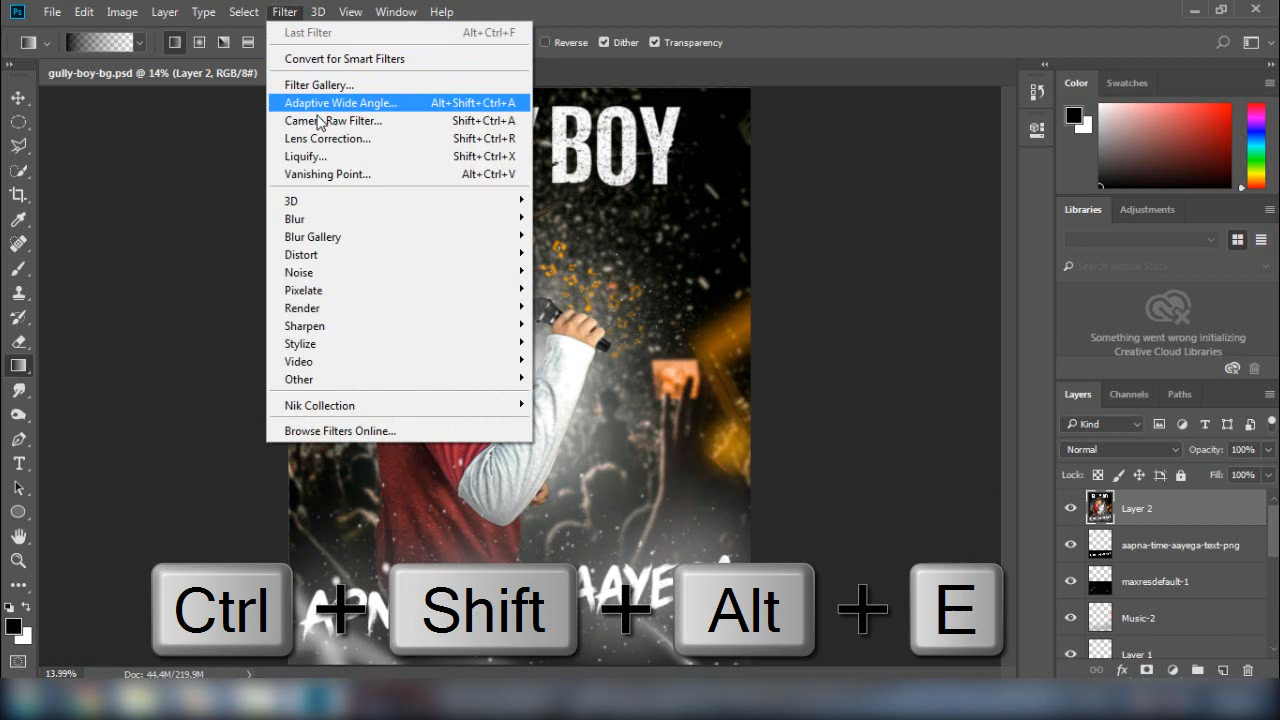 Ps File Edit Image Layer Type Select Filter 3D View Window Help
Reverse Dither Transparency
gully-boy-bg.psd @ 14% (Layer 2, RGB/8#)
Last Filter Alt+Ctrl+F
Convert for Smart Filters
Filter Gallery...
Adaptive Wide Angle... Alt+Shift+Ctrl+A
Camera Raw Filter... Shift+Ctrl+A
Lens Correction... Shift+Ctrl+R
Liquify... Shift+Ctrl+X
Vanishing Point... Alt+Ctrl+V
3D
Blur
Blur Gallery
Distort
Noise
Pixelate
Render
Sharpen
Stylize
Video
Other
Nik Collection
Browse Filters Online...
BOY
Color Swatches
Libraries Adjustments
Search Adobe Stock
Something went wrong initializing
Creative Cloud Libraries
Layers Channels Paths
Kind
Normal Opacity: 100%
Lock: Fill: 100%
Layer 2
aapna-time-aayega-text-png
maxresdefault-1
Music-2
Layer 1
fx
Ctrl + Shift + Alt + E
13.99% Doc: 44.4M/219.9M